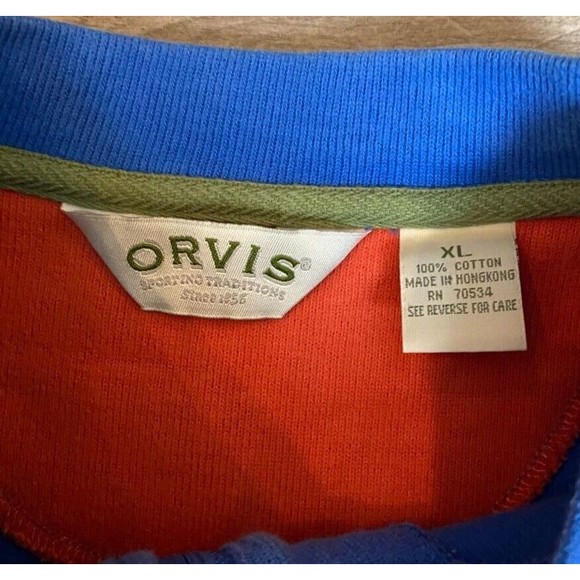 ORVIS®
SPORTING TRADITIONS
Since 1856
XL
100% COTTON
MADE IN HONGKONG
RN 70534
SEE REVERSE FOR CARE